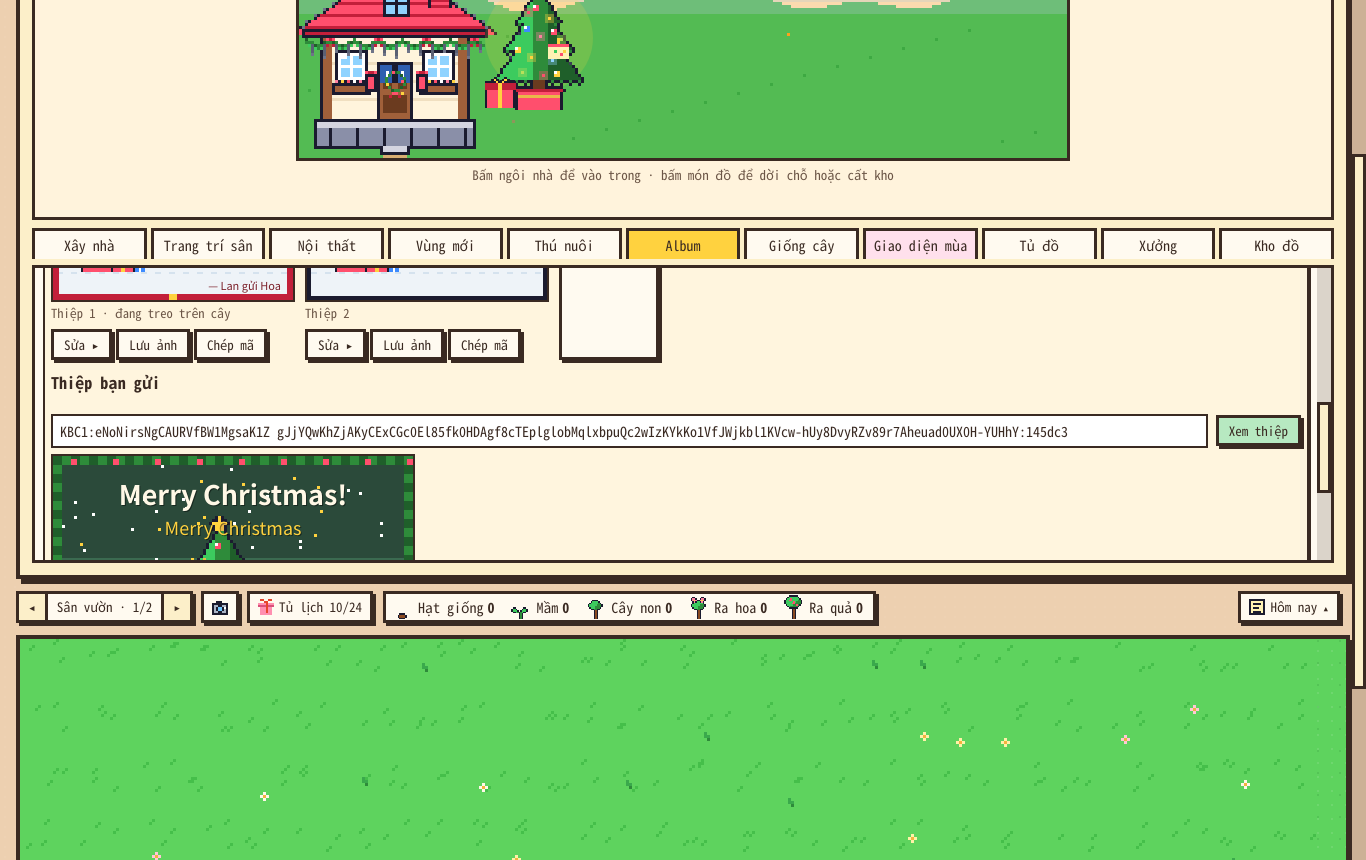 Bấm ngôi nhà để vào trong · bấm món đồ để dời chỗ hoặc cất kho
Xây nhà
Trang trí sân
Nội thất
Vùng mới
Thú nuôi
Album
Giống cây
Giao diện mùa
Tủ đồ
Xưởng
Kho đồ
— Lan gửi Hoa
Thiệp 1 · đang treo trên cây
Thiệp 2
Sửa ▸
Lưu ảnh
Chép mã
Sửa ▸
Lưu ảnh
Chép mã
Thiệp bạn gửi
KBC1:eNoNirsNgCAURVfBW1MgsaK1Z gJjYQwKhZjAKyCExCGcOEl85fkOHDAgf8cTEplglobMqlxbpuQc2wIzKYkKo1VfJWjkbl1KVcw-hUy8DvyRZv89r7AheuadOUXOH-YUHhY:145dc3
Xem thiệp
Merry Christmas!
Merry Christmas
◂ Sân vườn · 1/2 ▸
Tủ lịch 10/24
Hạt giống 0
Mầm 0
Cây non 0
Ra hoa 0
Ra quả 0
Hôm nay ▴